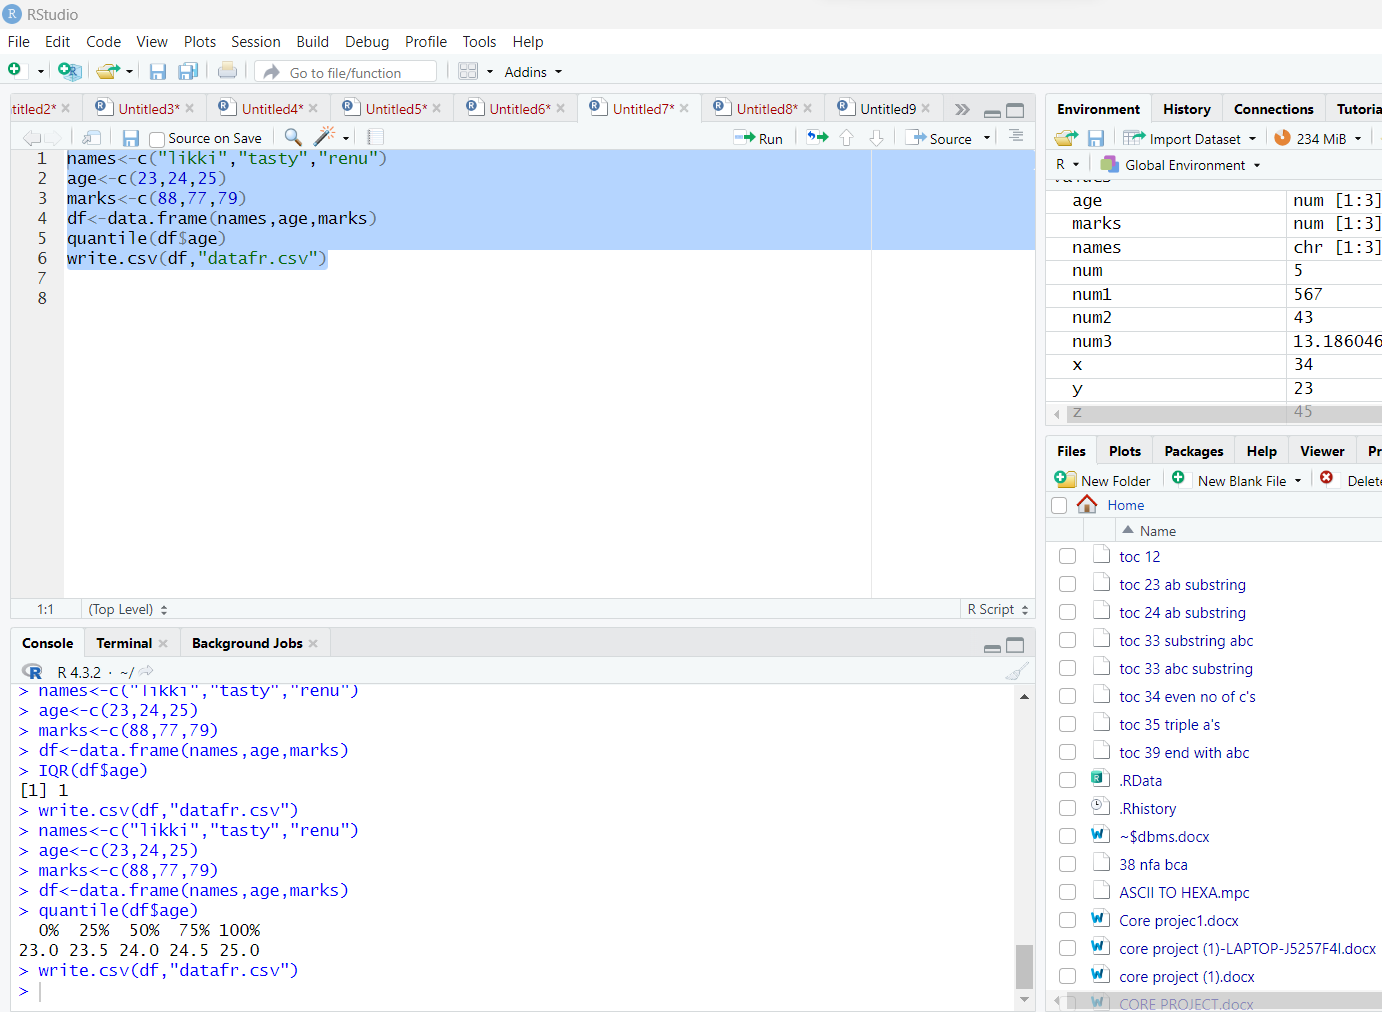 RStudio
File Edit Code View Plots Session Build Debug Profile Tools Help
Go to file/function Addins
ntitled2* Untitled3* Untitled4* Untitled5* Untitled6* Untitled7* Untitled8* Untitled9
Source on Save Run Source
1 names<-c("likki","tasty","renu")
2 age<-c(23,24,25)
3 marks<-c(88,77,79)
4 df<-data.frame(names,age,marks)
5 quantile(df$age)
6 write.csv(df,"datafr.csv")
7
8
1:1 (Top Level) R Script
Console Terminal Background Jobs
R 4.3.2 · ~/
> names<-c("likki","tasty","renu")
> age<-c(23,24,25)
> marks<-c(88,77,79)
> df<-data.frame(names,age,marks)
> IQR(df$age)
[1] 1
> write.csv(df,"datafr.csv")
> names<-c("likki","tasty","renu")
> age<-c(23,24,25)
> marks<-c(88,77,79)
> df<-data.frame(names,age,marks)
> quantile(df$age)
0% 25% 50% 75% 100%
23.0 23.5 24.0 24.5 25.0
> write.csv(df,"datafr.csv")
>
Environment History Connections Tutoria
Import Dataset 234 MiB
R Global Environment
values
age num [1:3]
marks num [1:3]
names chr [1:3]
num 5
num1 567
num2 43
num3 13.186046
x 34
y 23
z 45
Files Plots Packages Help Viewer Pr
New Folder New Blank File Delete
Home
Name
toc 12
toc 23 ab substring
toc 24 ab substring
toc 33 substring abc
toc 33 abc substring
toc 34 even no of c's
toc 35 triple a's
toc 39 end with abc
.RData
.Rhistory
~$dbms.docx
38 nfa bca
ASCII TO HEXA.mpc
Core projec1.docx
core project (1)-LAPTOP-J5257F4I.docx
core project (1).docx
CORE PROJECT.docx